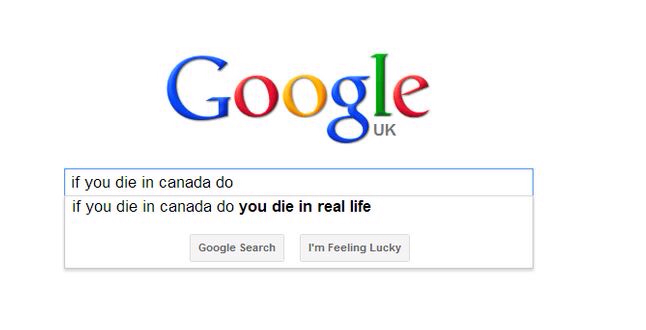 Google
UK
if you die in canada do
if you die in canada do you die in real life
Google Search I'm Feeling Lucky